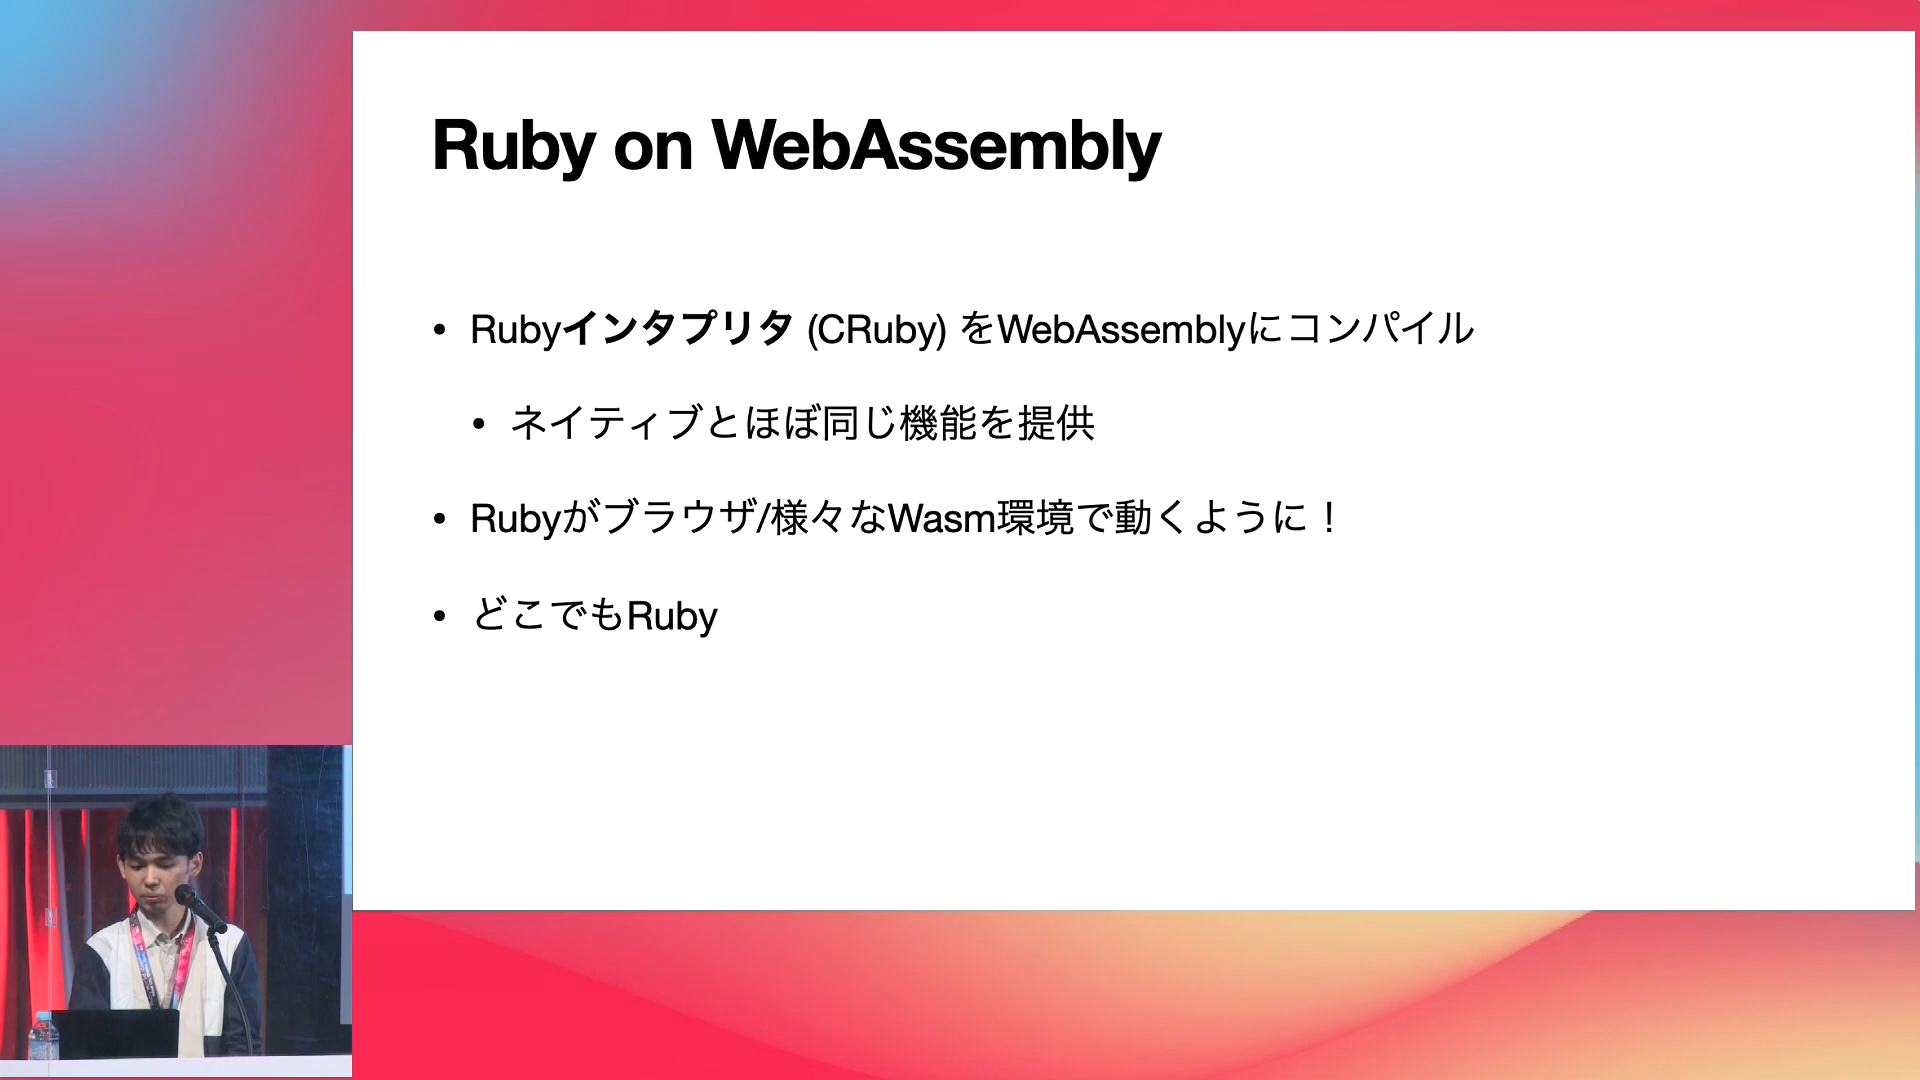 Ruby on WebAssembly
• Rubyインタプリタ (CRuby) をWebAssemblyにコンパイル
• ネイティブとほぼ同じ機能を提供
• Rubyがブラウザ/様々なWasm環境で動くように！
• どこでもRuby